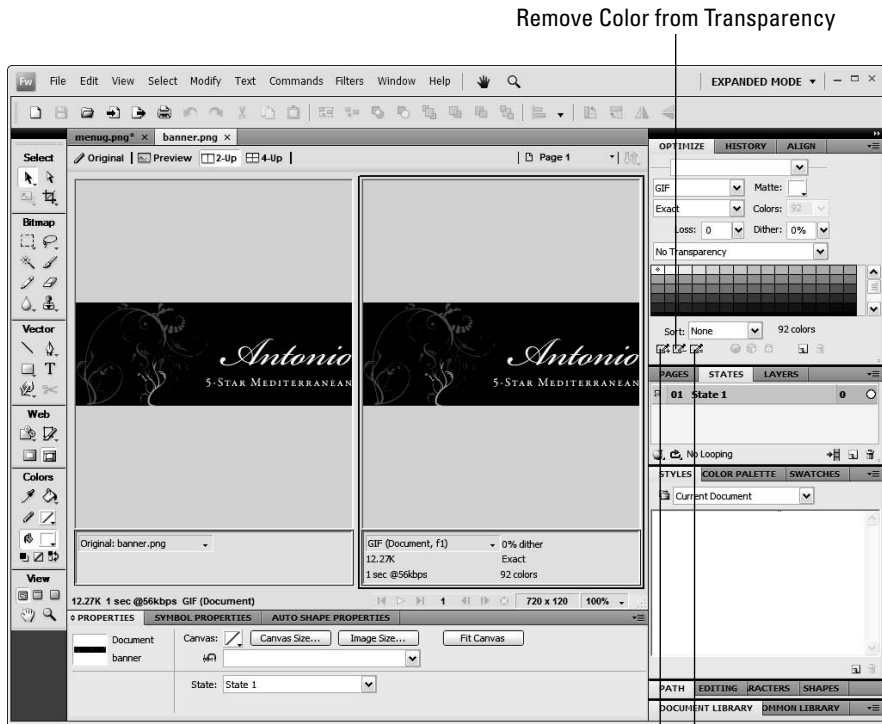 Remove Color from Transparency
Fw File Edit View Select Modify Text Commands Filters Window Help EXPANDED MODE
menug.png* × banner.png ×
Original Preview 2-Up 4-Up Page 1
Select
Bitmap
Vector
Web
Colors
View
Antonio
5-Star Mediterranean
Antonio
5-Star Mediterranean
Original: banner.png
GIF (Document, f1) 0% dither
12.27K Exact
1 sec @56kbps 92 colors
12.27K 1 sec @56kbps GIF (Document) 1 720 x 120 100%
PROPERTIES SYMBOL PROPERTIES AUTO SHAPE PROPERTIES
Document Canvas: Canvas Size... Image Size... Fit Canvas
banner
State: State 1
OPTIMIZE HISTORY ALIGN
GIF Matte:
Exact Colors: 92
Loss: 0 Dither: 0%
No Transparency
Sort: None 92 colors
PAGES STATES LAYERS
01 State 1 0
No Looping
STYLES COLOR PALETTE SWATCHES
Current Document
PATH EDITING RACTERS SHAPES
DOCUMENT LIBRARY OMMON LIBRARY